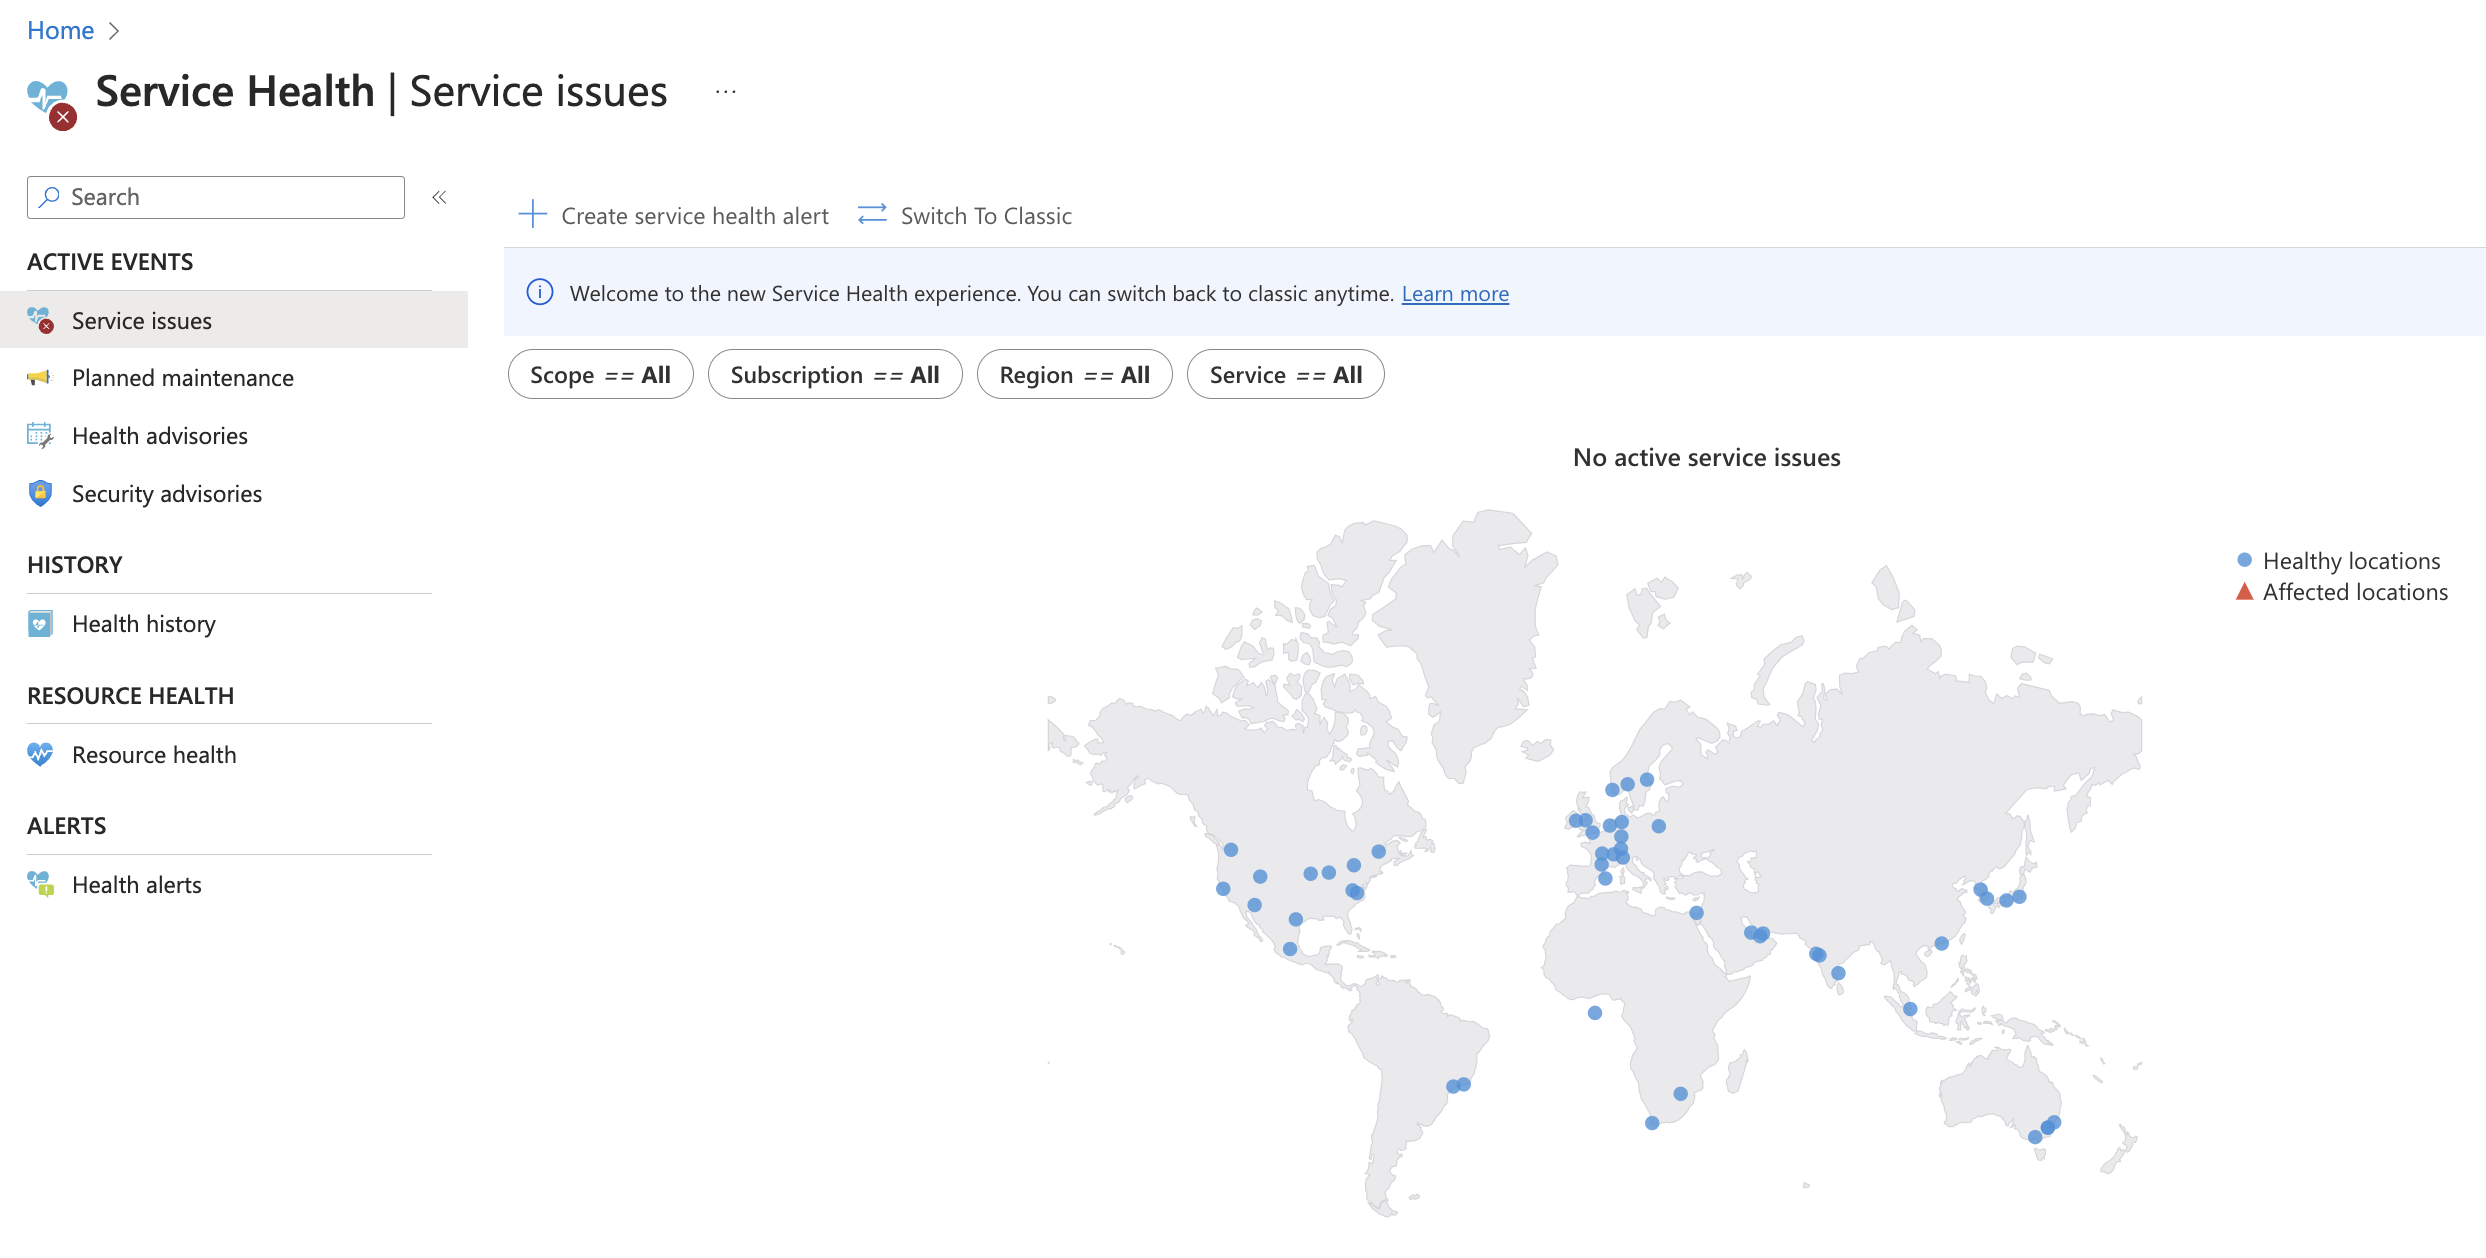 Home
Service Health | Service issues ...
Search
Create service health alert
Switch To Classic
ACTIVE EVENTS
Welcome to the new Service Health experience. You can switch back to classic anytime. Learn more
Service issues
Planned maintenance
Health advisories
Security advisories
Scope == All
Subscription == All
Region == All
Service == All
No active service issues
HISTORY
Health history
Healthy locations
Affected locations
RESOURCE HEALTH
Resource health
ALERTS
Health alerts